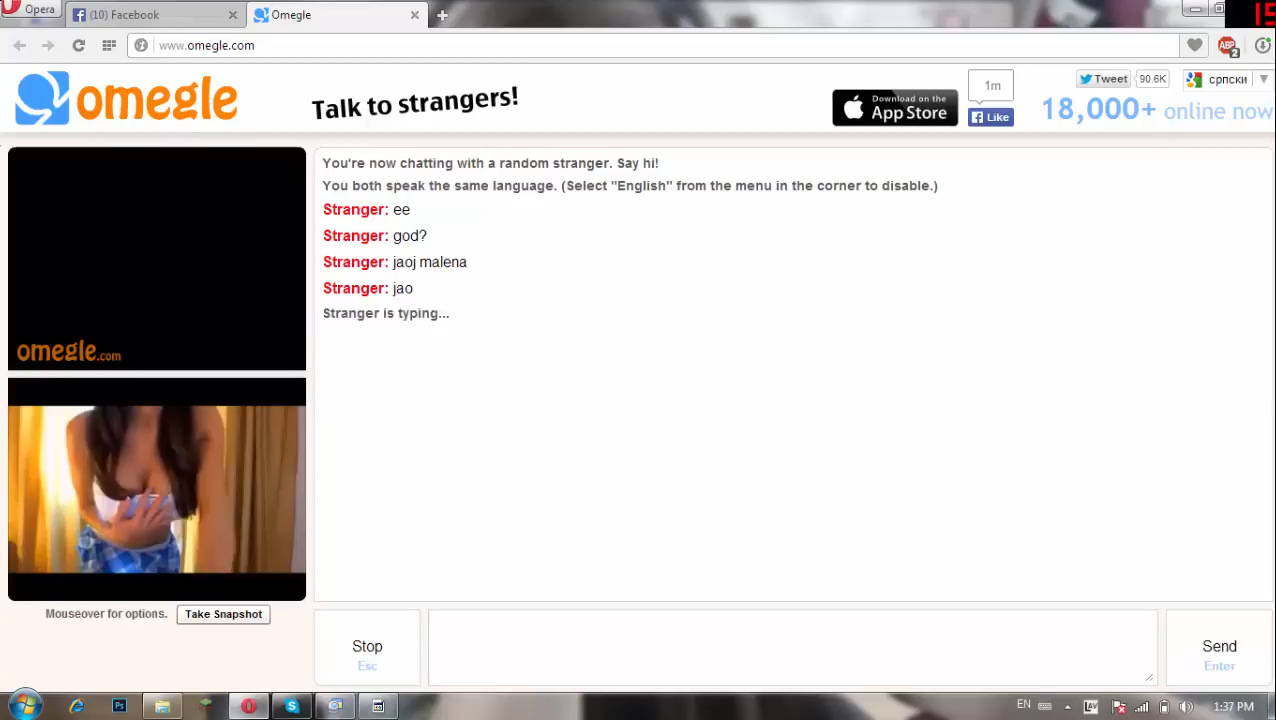 Opera
(10) Facebook
Omegle
www.omegle.com
omegle
Talk to strangers!
Download on the
App Store
1m
Like
Tweet
90.6K
српски
18,000+ online now
You're now chatting with a random stranger. Say hi!
You both speak the same language. (Select "English" from the menu in the corner to disable.)
Stranger: ee
Stranger: god?
Stranger: jaoj malena
Stranger: jao
Stranger is typing...
omegle.com
Mouseover for options.
Take Snapshot
Stop
Esc
Send
Enter
EN
1:37 PM
15
ABP
2